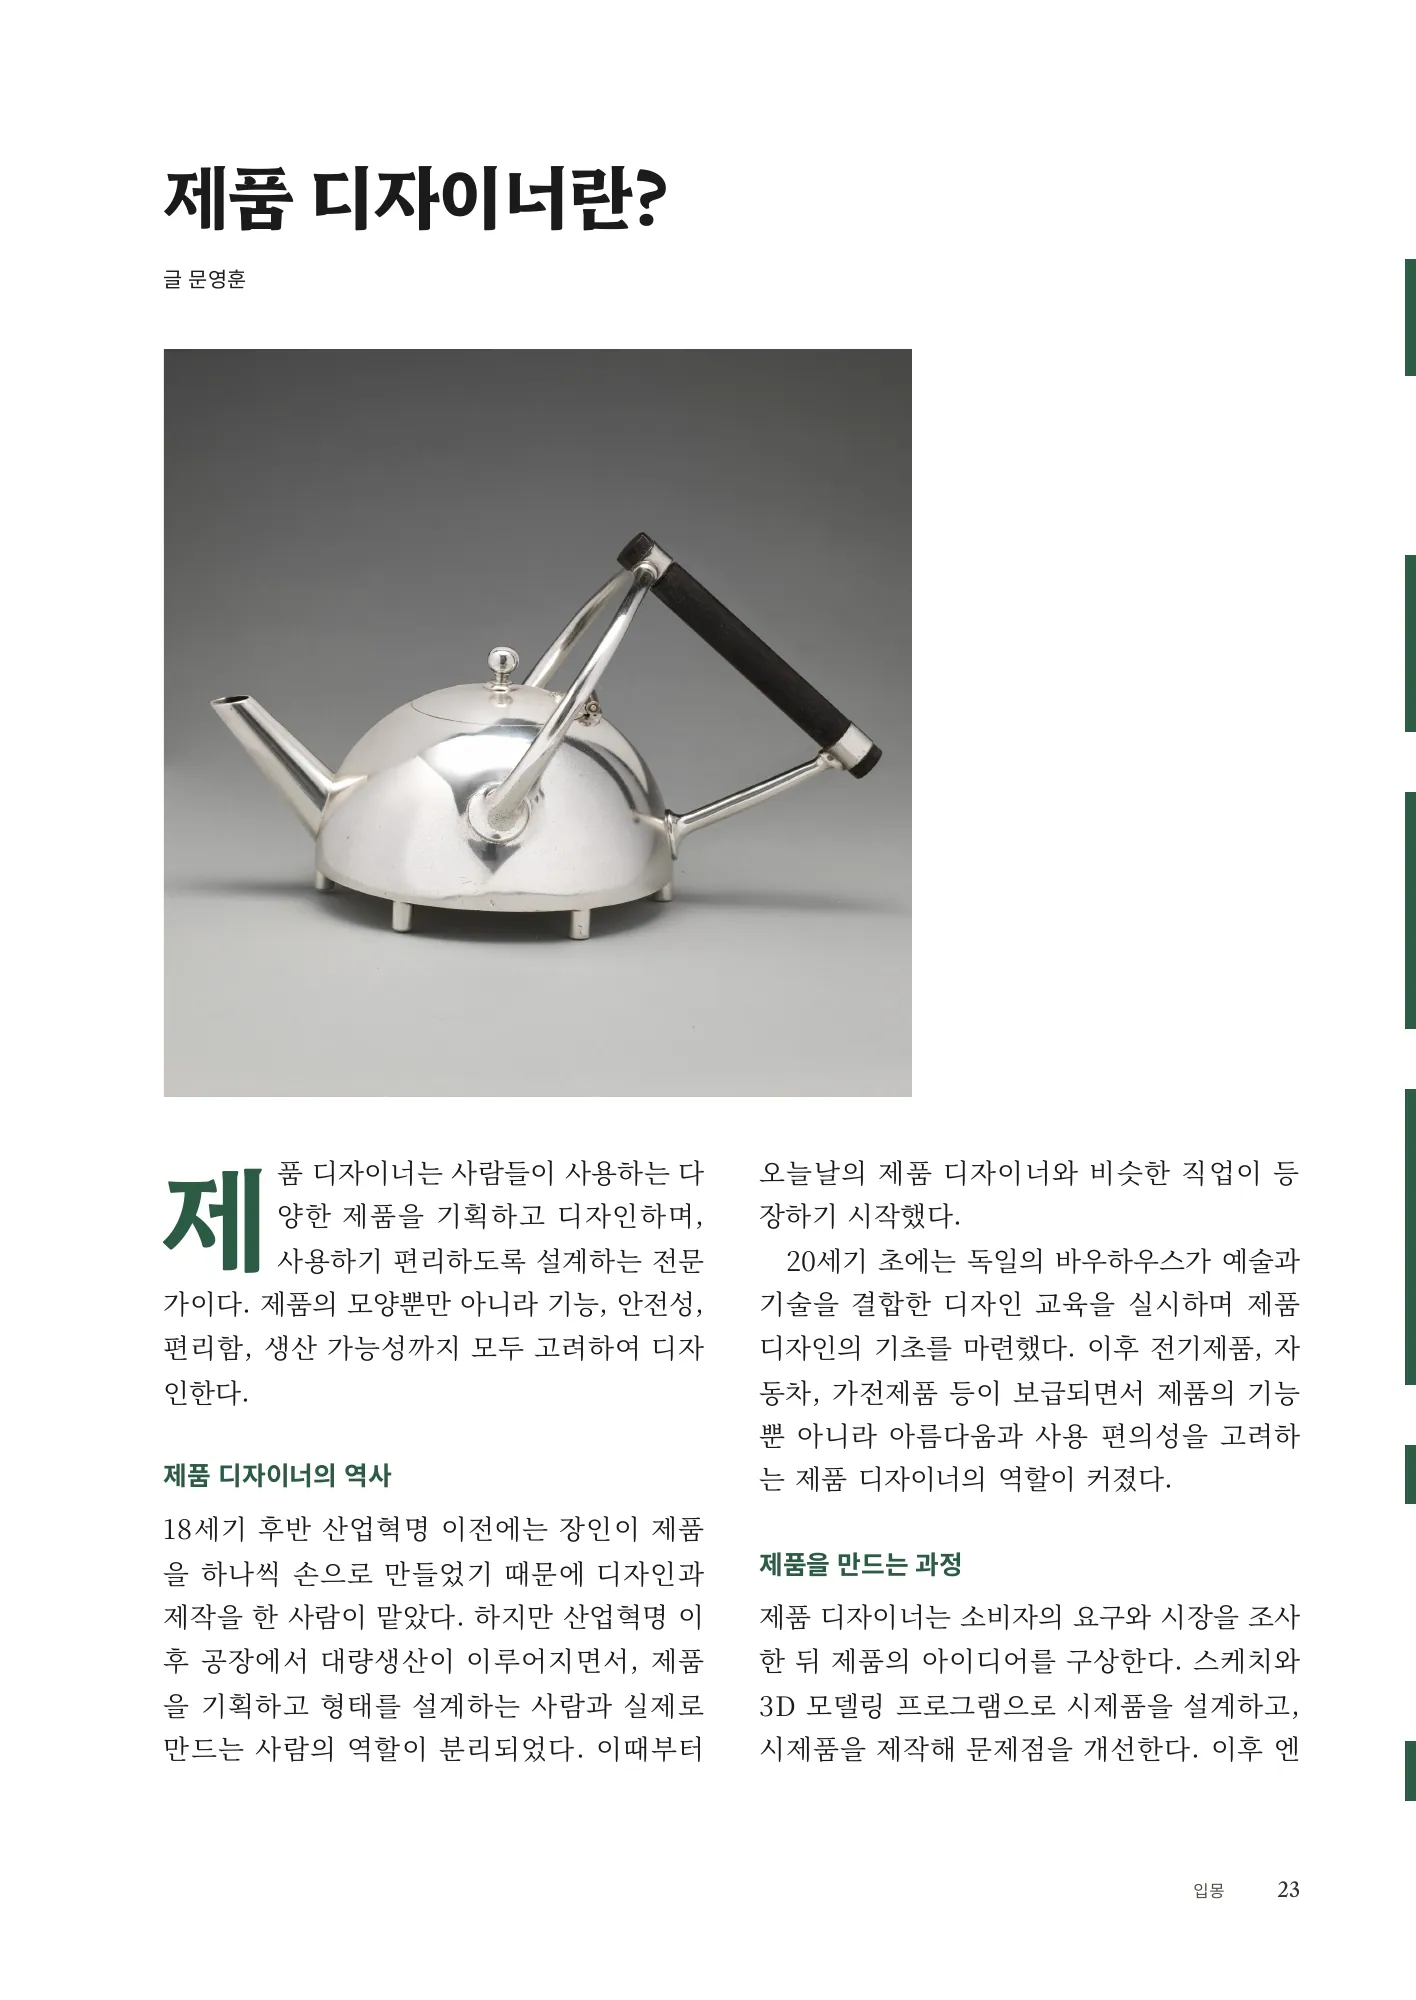 제품 디자이너란?
글 문영훈
제품 디자이너는 사람들이 사용하는 다
양한 제품을 기획하고 디자인하며,
사용하기 편리하도록 설계하는 전문
가이다. 제품의 모양뿐만 아니라 기능, 안전성,
편리함, 생산 가능성까지 모두 고려하여 디자
인한다.
제품 디자이너의 역사
18세기 후반 산업혁명 이전에는 장인이 제품
을 하나씩 손으로 만들었기 때문에 디자인과
제작을 한 사람이 맡았다. 하지만 산업혁명 이
후 공장에서 대량생산이 이루어지면서, 제품
을 기획하고 형태를 설계하는 사람과 실제로
만드는 사람의 역할이 분리되었다. 이때부터
오늘날의 제품 디자이너와 비슷한 직업이 등
장하기 시작했다.
20세기 초에는 독일의 바우하우스가 예술과
기술을 결합한 디자인 교육을 실시하며 제품
디자인의 기초를 마련했다. 이후 전기제품, 자
동차, 가전제품 등이 보급되면서 제품의 기능
뿐 아니라 아름다움과 사용 편의성을 고려하
는 제품 디자이너의 역할이 커졌다.
제품을 만드는 과정
제품 디자이너는 소비자의 요구와 시장을 조사
한 뒤 제품의 아이디어를 구상한다. 스케치와
3D 모델링 프로그램으로 시제품을 설계하고,
시제품을 제작해 문제점을 개선한다. 이후 엔
입몽 23